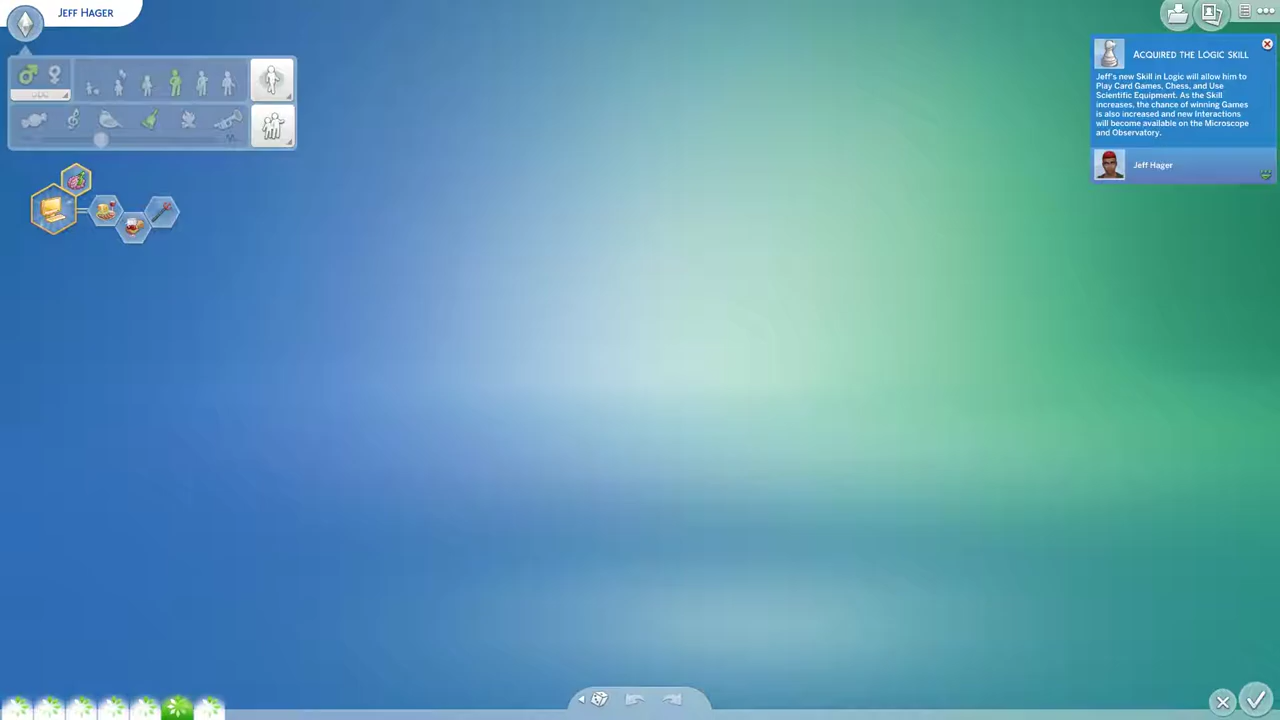 JEFF HAGER
ACQUIRED THE LOGIC SKILL
Jeff's new Skill in Logic will allow him to
Play Card Games, Chess, and Use
Scientific Equipment. As the Skill
increases, the chance of winning Games
is also increased and new Interactions
will become available on the Microscope
and Observatory.
Jeff Hager